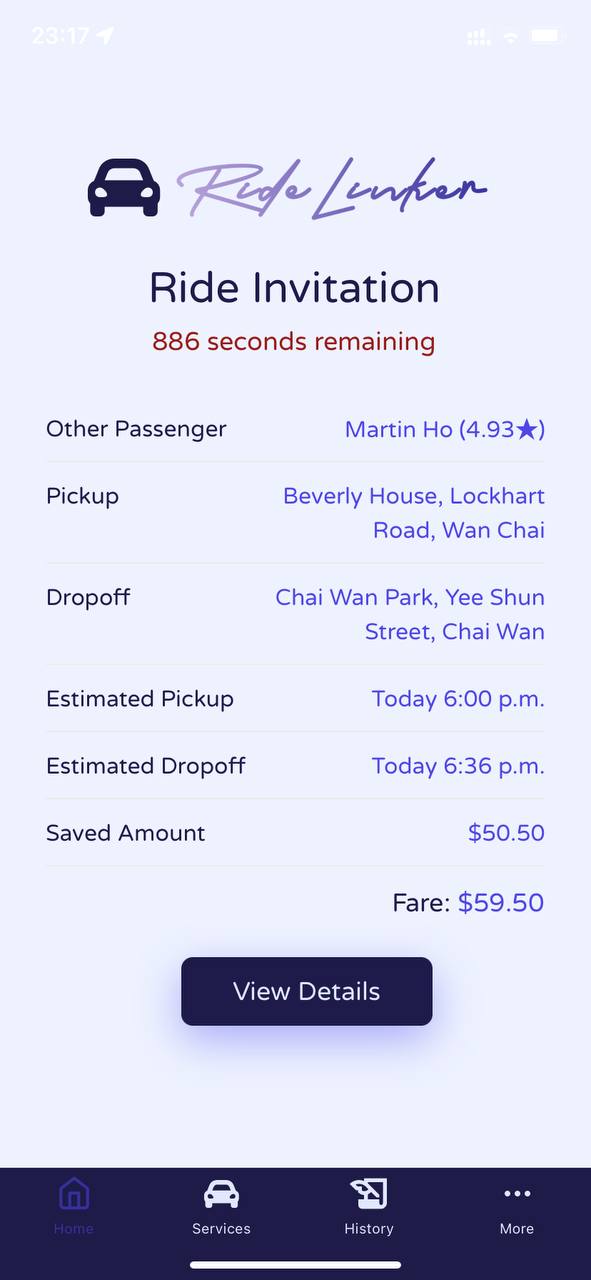 23:17
Ride Linker
Ride Invitation
886 seconds remaining
Other Passenger
Martin Ho (4.93★)
Pickup
Beverly House, Lockhart
Road, Wan Chai
Dropoff
Chai Wan Park, Yee Shun
Street, Chai Wan
Estimated Pickup
Today 6:00 p.m.
Estimated Dropoff
Today 6:36 p.m.
Saved Amount
$50.50
Fare: $59.50
View Details
Home
Services
History
More